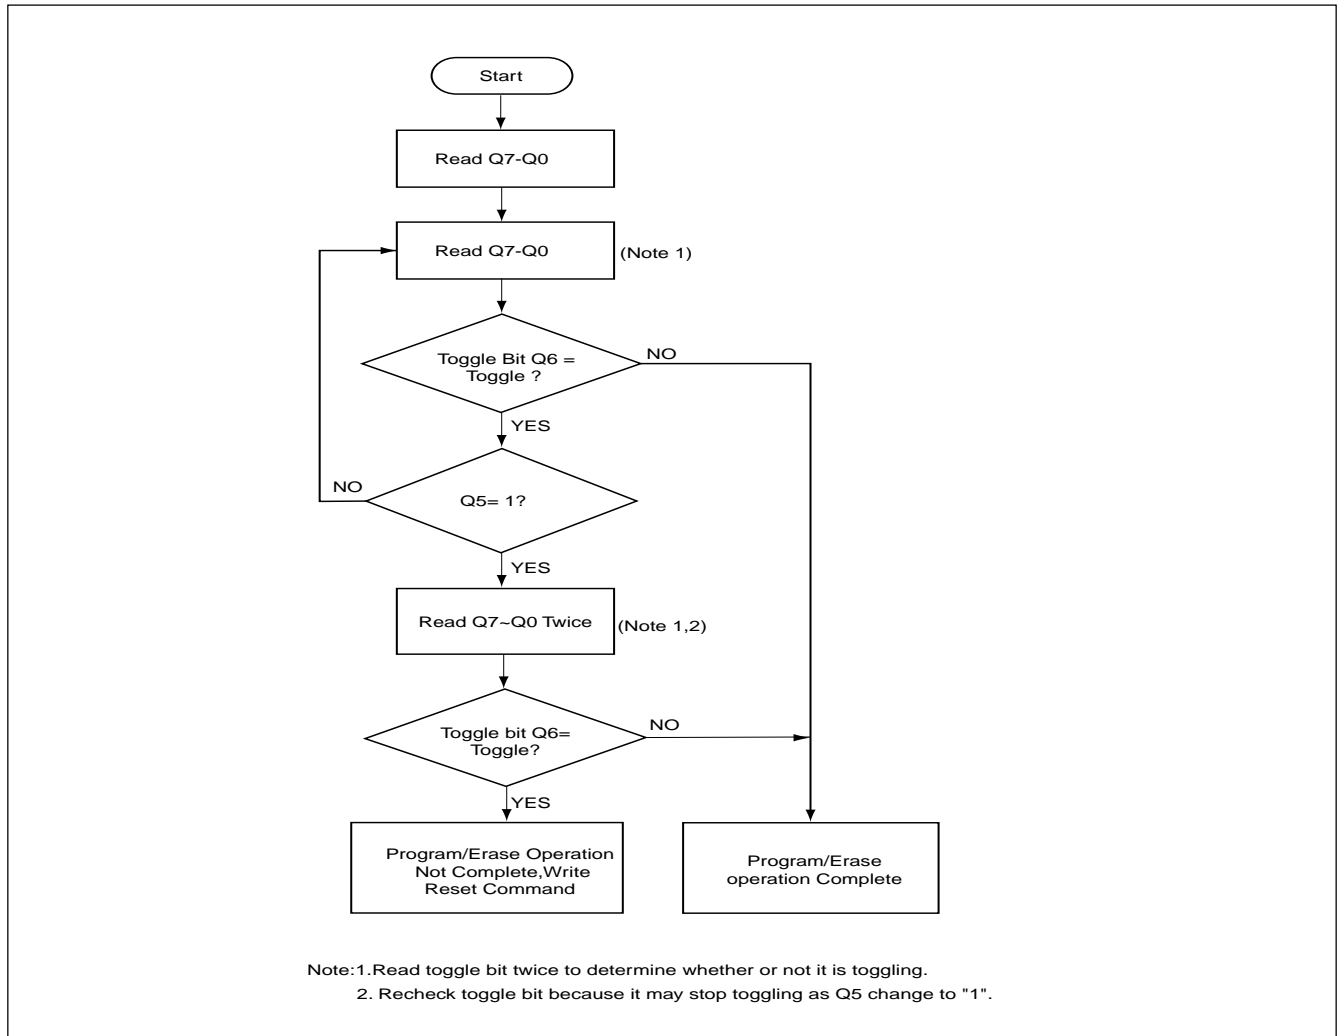 Start
Read Q7-Q0
Read Q7-Q0
(Note 1)
Toggle Bit Q6 =
Toggle ?
NO
YES
NO
Q5= 1?
YES
Read Q7~Q0 Twice
(Note 1,2)
Toggle bit Q6=
Toggle?
NO
YES
Program/Erase Operation
Not Complete,Write
Reset Command
Program/Erase
operation Complete
Note:1.Read toggle bit twice to determine whether or not it is toggling.
2. Recheck toggle bit because it may stop toggling as Q5 change to "1".